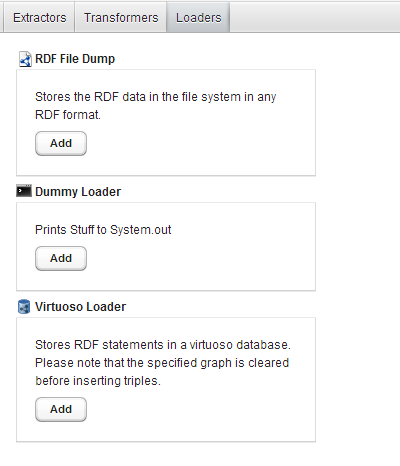 Extractors Transformers Loaders
RDF File Dump
Stores the RDF data in the file system in any
RDF format.
Add
Dummy Loader
Prints Stuff to System.out
Add
Virtuoso Loader
Stores RDF statements in a virtuoso database.
Please note that the specified graph is cleared
before inserting triples.
Add